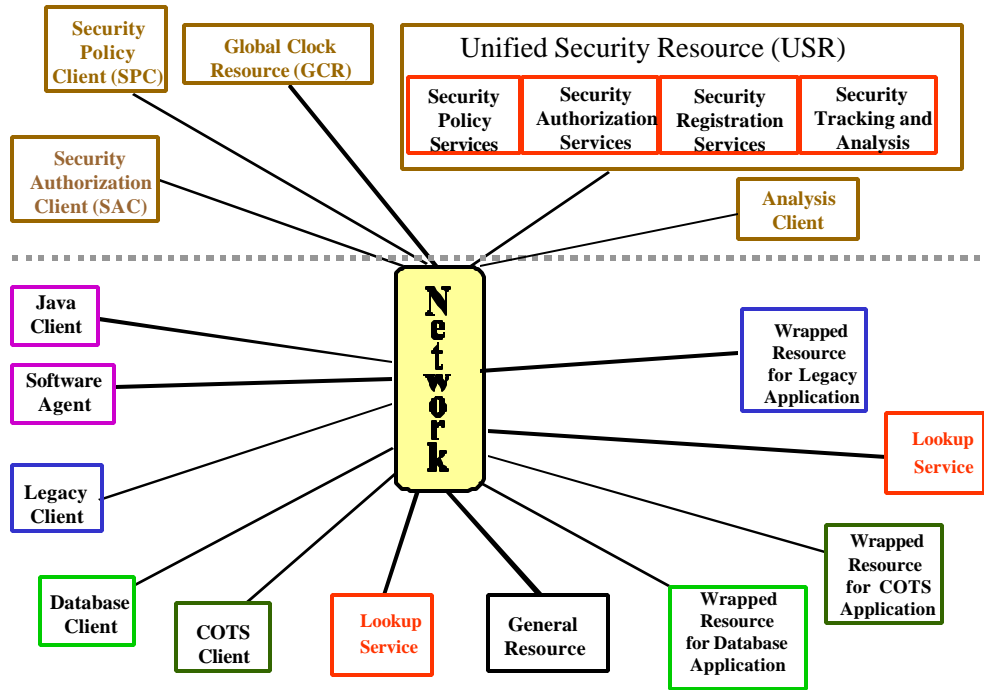 Security
Policy
Client (SPC)
Global Clock
Resource (GCR)
Unified Security Resource (USR)
Security
Policy
Services
Security
Authorization
Services
Security
Registration
Services
Security
Tracking and
Analysis
Security
Authorization
Client (SAC)
Analysis
Client
Network
Java
Client
Software
Agent
Legacy
Client
Database
Client
COTS
Client
Lookup
Service
General
Resource
Wrapped
Resource
for Database
Application
Wrapped
Resource
for COTS
Application
Lookup
Service
Wrapped
Resource
for Legacy
Application